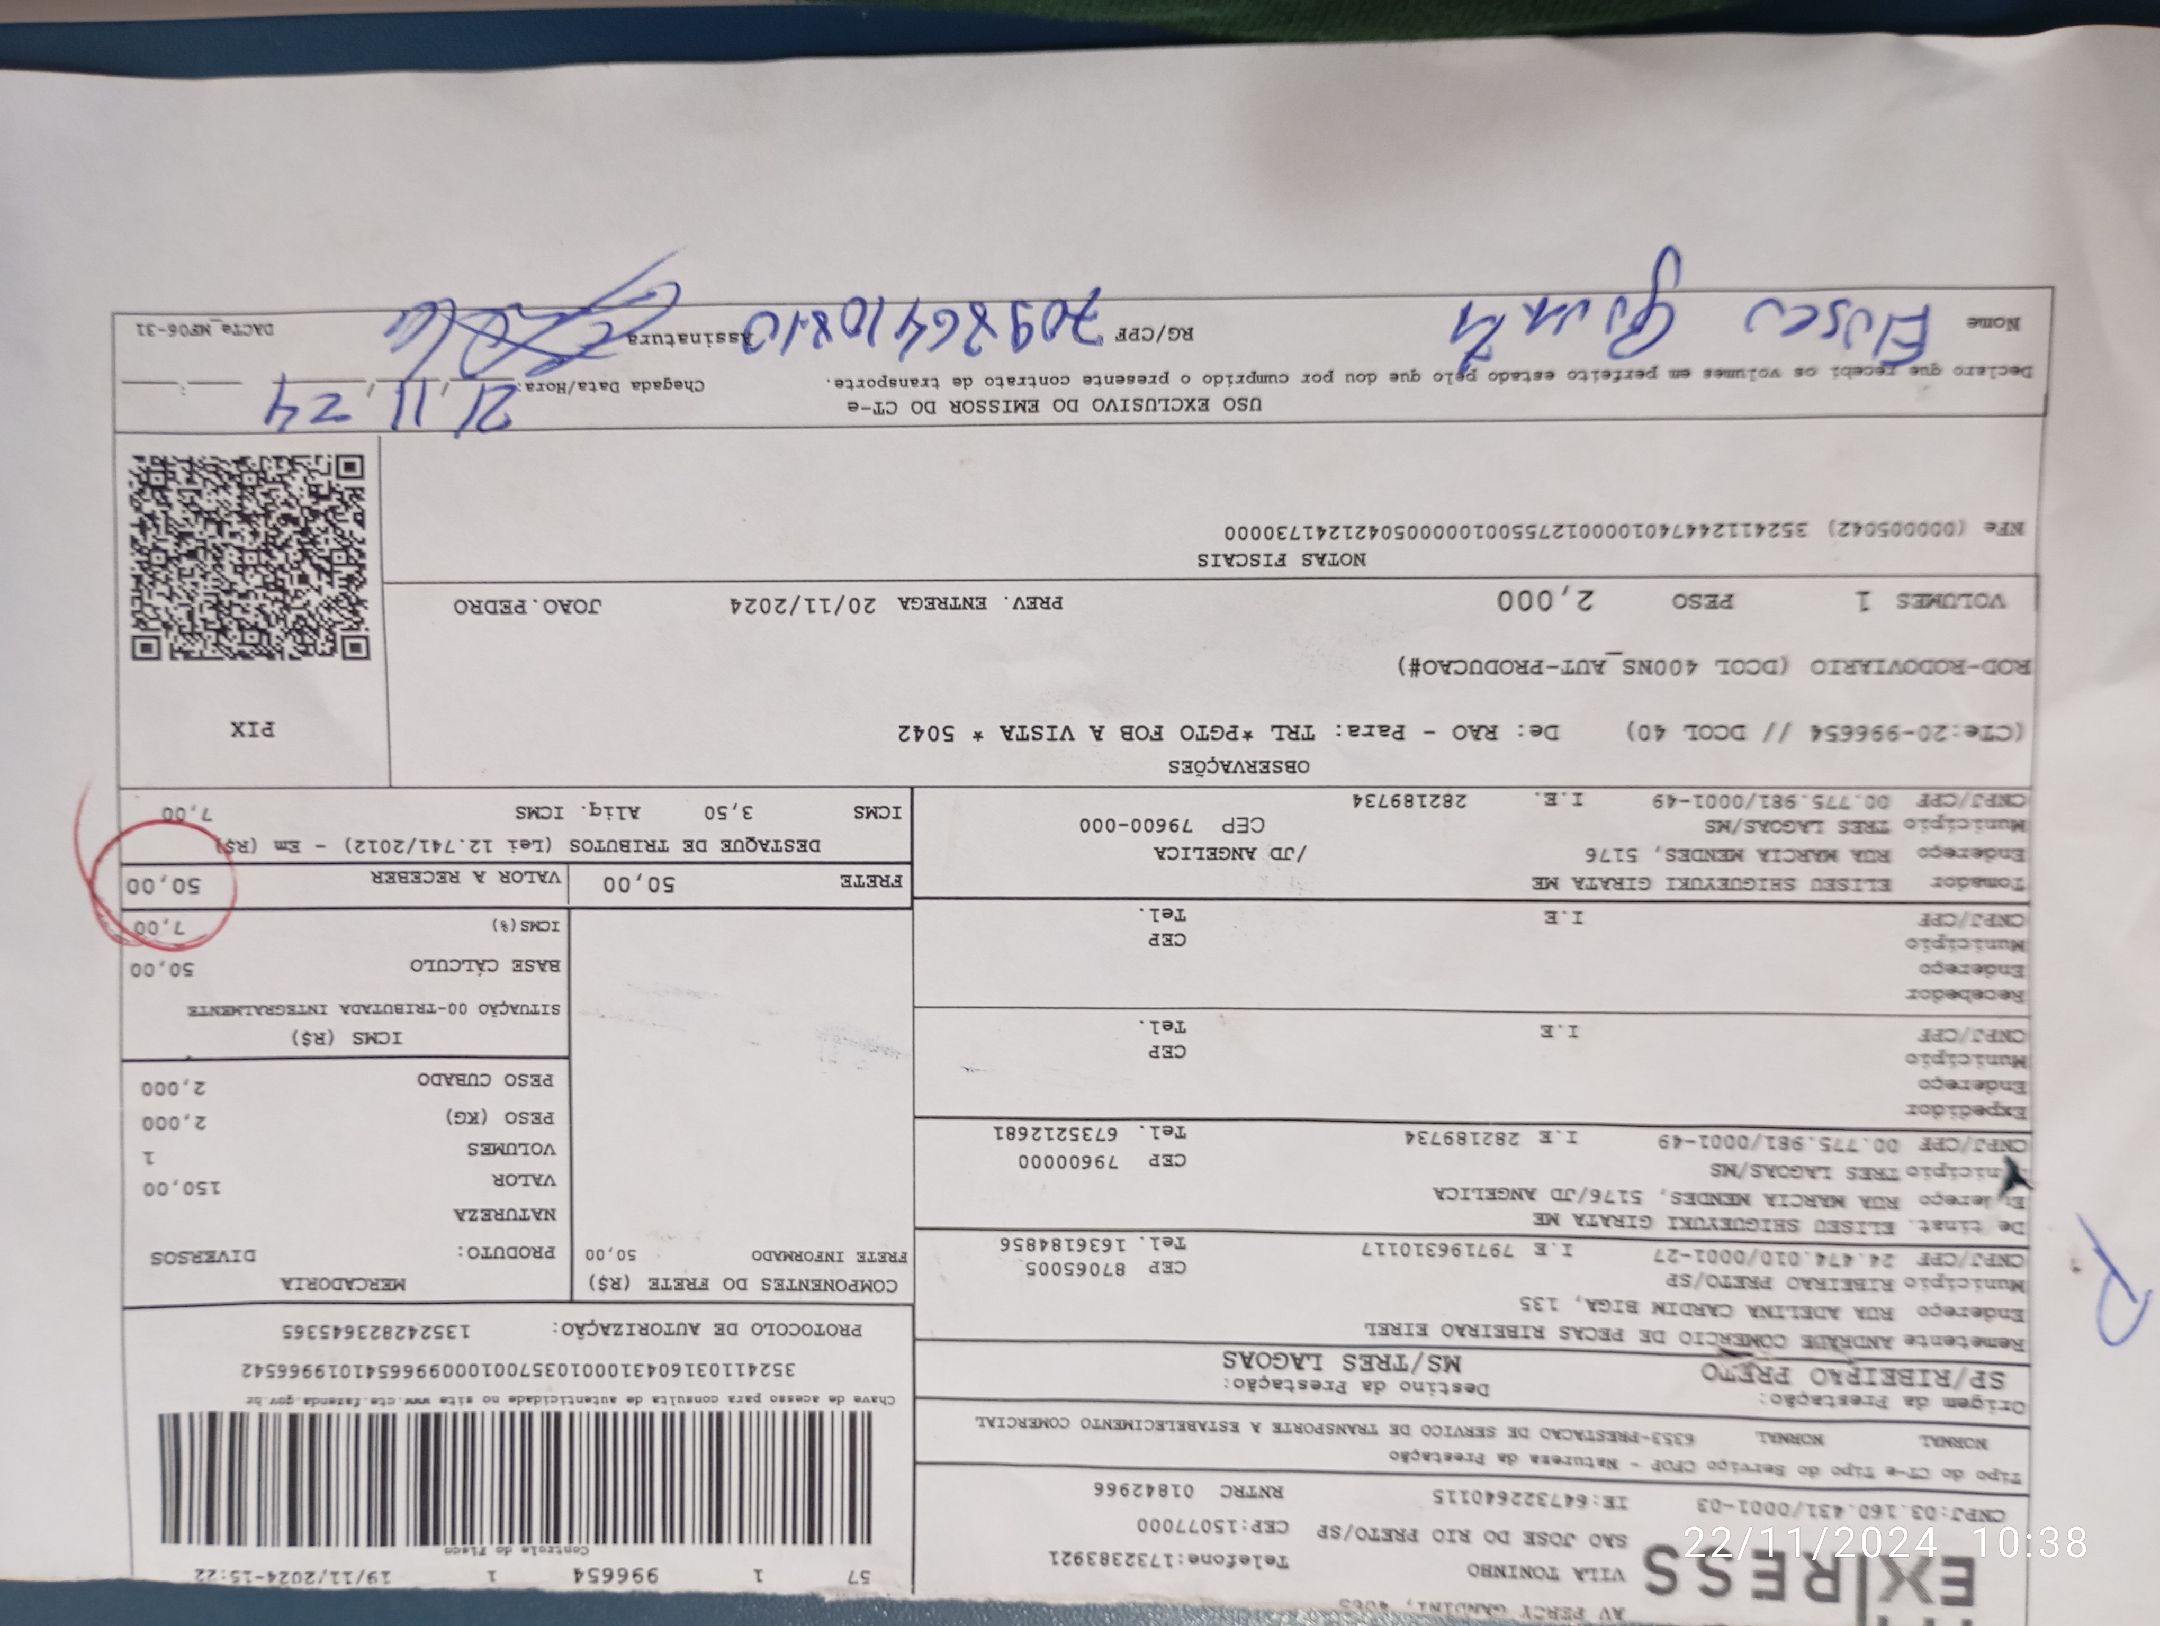 EX RESS
AV PERCY GANDINI,
VILA TONINHO
Telefone:1732383921
SAO JOSE DO RIO PRETO/SP CEP:15077000
CNPJ:03.160.431/0001-03 IE:647322640115 RNTRC 01842966
57 1 996654 1 19/11/2024-15:22:
Controle do Fisco
Tipo do CT-e Tipo do Serviço CFOP - Natureza da Prestação
NORMAL NORMAL 6353-PRESTACAO DE SERVICO DE TRANSPORTE A ESTABELECIMENTO COMERCIAL
Chave de acesso para consulta de autenticidade no site www.cte.fazenda.gov.br
35241103160431000103570010009966541019966542
PROTOCOLO DE AUTORIZAÇÃO: 135242823645365
Origem da Prestação: Destino da Prestação:
SP/RIBEIRAO PRETO MS/TRES LAGOAS
Remetente ANDRADE COMERCIO DE PECAS RIBEIRAO EIREL
Endereço RUA ADELINA CARDIN BIGA, 135
Município RIBEIRAO PRETO/SP CEP 87065005
CNPJ/CPF 24.474.010/0001-27 I.E 797196310117 Tel. 1636184856
De tinat. ELISEU SHIGUEYUKI GIRATA ME
Endereço RUA MARCIA MENDES, 5176/JD ANGELICA
nicípio TRES LAGOAS/MS CEP 79600000
CNPJ/CPF 00.775.981/0001-49 I.E 282189734 Tel. 6735212681
Expedidor
Endereço
Município CEP
CNPJ/CPF I.E Tel.
Recebedor
Endereço
Município CEP
CNPJ/CPF I.E Tel.
Tomador ELISEU SHIGUEYUKI GIRATA ME
Endereço RUA MARCIA MENDES, 5176 /JD ANGELICA
Município TRES LAGOAS/MS CEP 79600-000
CNPJ/CPF 00.775.981/0001-49 I.E. 282189734
COMPONENTES DO FRETE (R$)
FRETE INFORMADO 50,00
MERCADORIA
PRODUTO: DIVERSOS
NATUREZA
VALOR 150,00
VOLUMES 1
PESO (KG) 2,000
PESO CUBADO 2,000
ICMS (R$)
SITUAÇÃO 00-TRIBUTADA INTEGRALMENTE
BASE CÁLCULO 50,00
ICMS(%) 7,00
FRETE 50,00 VALOR A RECEBER 50,00
DESTAQUE DE TRIBUTOS (Lei 12.741/2012) - Em (R$)
ICMS 3,50 Aliq. ICMS 7,00
OBSERVAÇÕES
(CTe:20-996654 // DCOL 40) De: RAO - Para: TRL *PGTO FOB A VISTA * 5042
PIX
ROD-RODOVIARIO (DCOL 400NS_AUT-PRODUCAO#)
VOLUMES 1 PESO 2,000 PREV. ENTREGA 20/11/2024 JOAO.PEDRO
NOTAS FISCAIS
NFe (000005042) 35241124474010000127550010000050421241730000
USO EXCLUSIVO DO EMISSOR DO CT-e
Declaro que recebi os volumes em perfeito estado pelo que dou por cumprido o presente contrato de transporte. Chegada Data/Hora: 21, 11, 24 :
Nome Eliseu RG/CPF 70986410810 Assinatura DACTe_MF06-31
22/11/2024 10:38